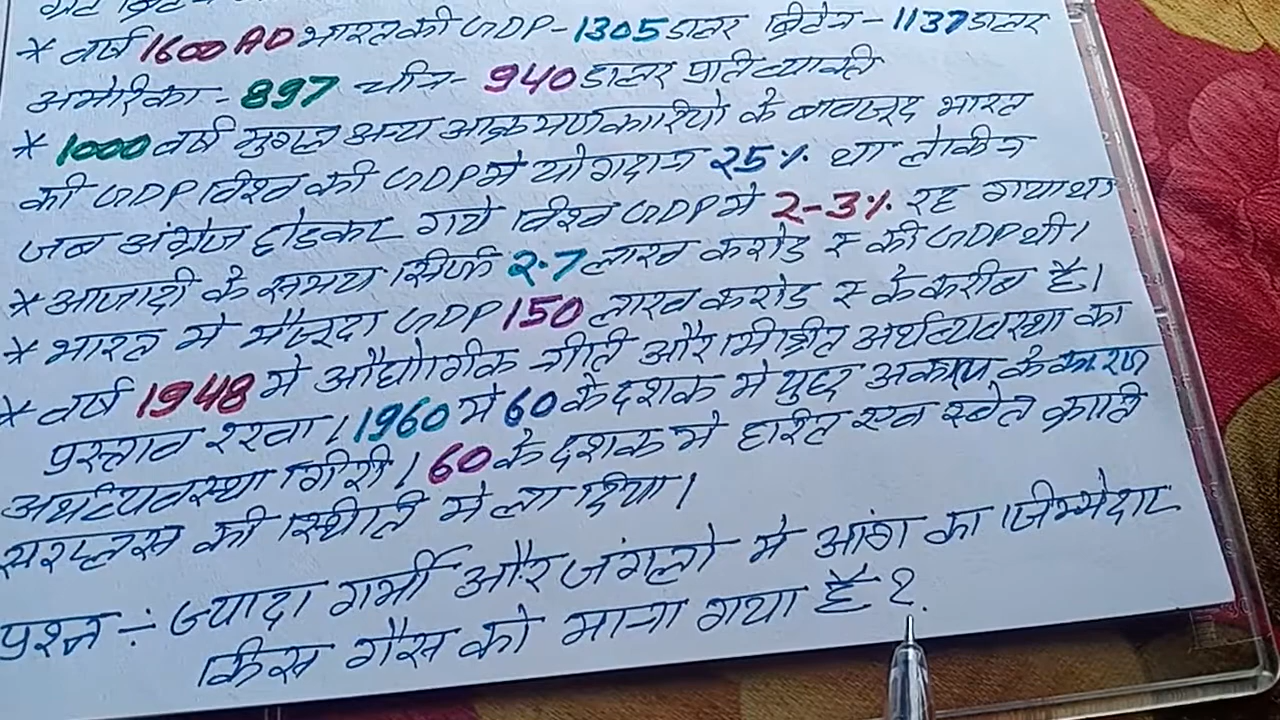 * वर्ष 1600 AD भारत की GDP - 1305 डालर ब्रिटेन - 1137 डालर
अमेरिका - 897 चीन - 940 डालर प्रति व्यक्ति
* 1000 वर्ष मुगल अन्य आक्रमणकारियो के बावजूद भारत
की GDP विश्व की GDP मे योगदान 25% था लेकिन
जब अंग्रेज छोडकर गये विश्व GDP मे 2-3% रह गया था
* आजादी के समय सिर्फ 2.7 लाख करोड रु की GDP थी।
* भारत मे मौजूदा GDP 150 लाख करोड रु के करीब है।
* वर्ष 1948 मे औद्योगिक नीति और मिश्रित अर्थव्यवस्था का
प्रस्ताव रखा। 1960 मे 60 के दशक मे युद्ध अकाल के कारण
अर्थव्यवस्था गिरी। 60 के दशक मे हरित एव श्वेत क्राति
सरप्लस की स्थिति मे ला दिया।
प्रश्न ÷ ज्यादा गर्मी और जंगलो मे आग का जिम्मेदार
किस गैस को माना गया है ?